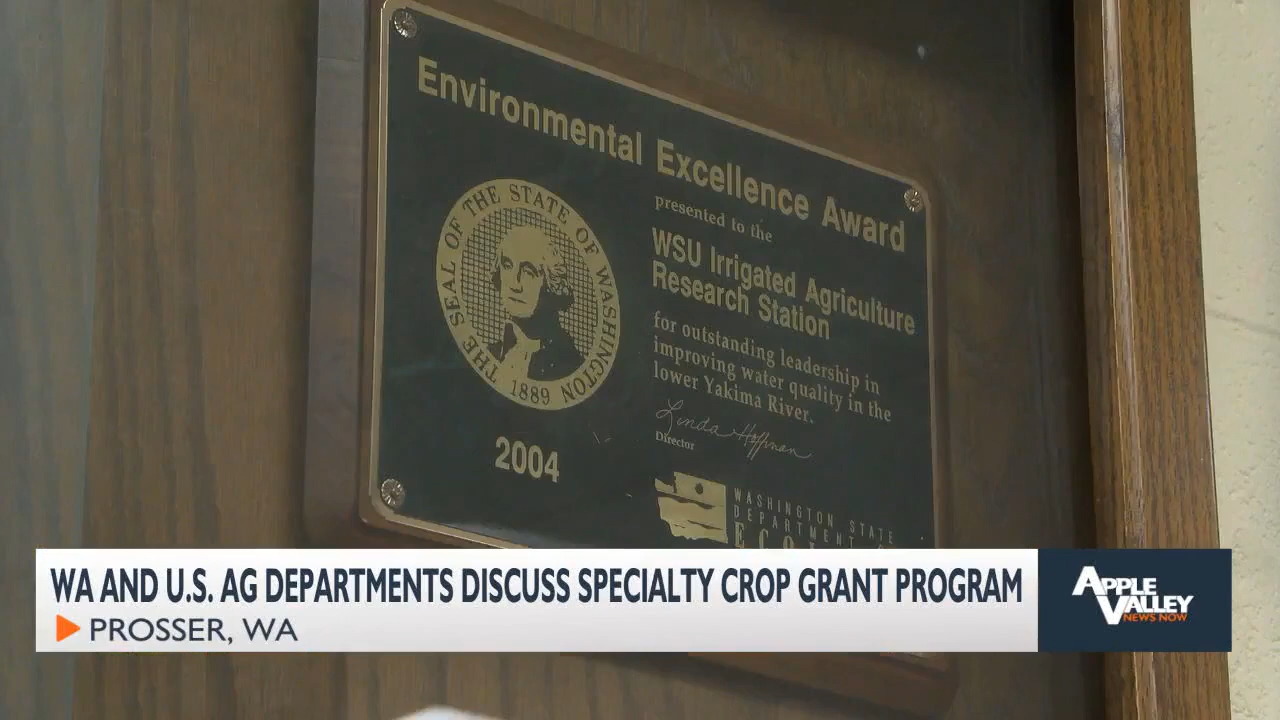 Environmental Excellence Award
presented to the
WSU Irrigated Agriculture
Research Station
for outstanding leadership in
improving water quality in the
lower Yakima River.
Linda Hoffman
Director
THE SEAL OF THE STATE OF WASHINGTON
1889
2004
WASHINGTON STATE
DEPARTMENT
WA AND U.S. AG DEPARTMENTS DISCUSS SPECIALTY CROP GRANT PROGRAM
PROSSER, WA
APPLE
VALLEY
NEWS NOW